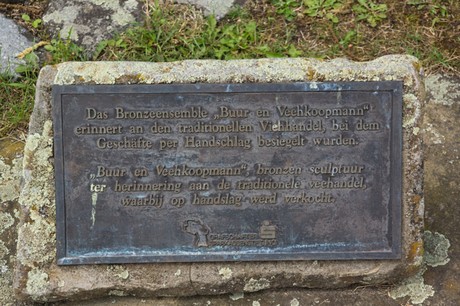 Das Bronzeensemble „Buur en Veehkoopmann“
erinnert an den traditionellen Viehhandel, bei dem
Geschäfte per Handschlag besiegelt wurden.
„Buur en Veehkoopmann“, bronzen sculptuur
ter herinnering aan de traditionele veehandel,
waarbij op handslag werd verkocht.